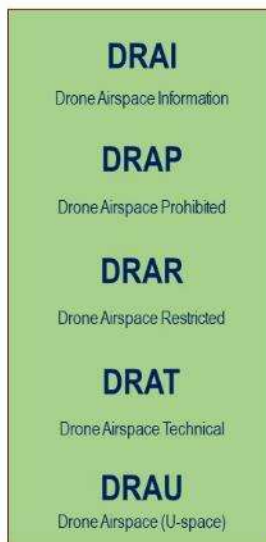 DRAI
Drone Airspace Information
DRAP
Drone Airspace Prohibited
DRAR
Drone Airspace Restricted
DRAT
Drone Airspace Technical
DRAU
Drone Airspace (U-space)